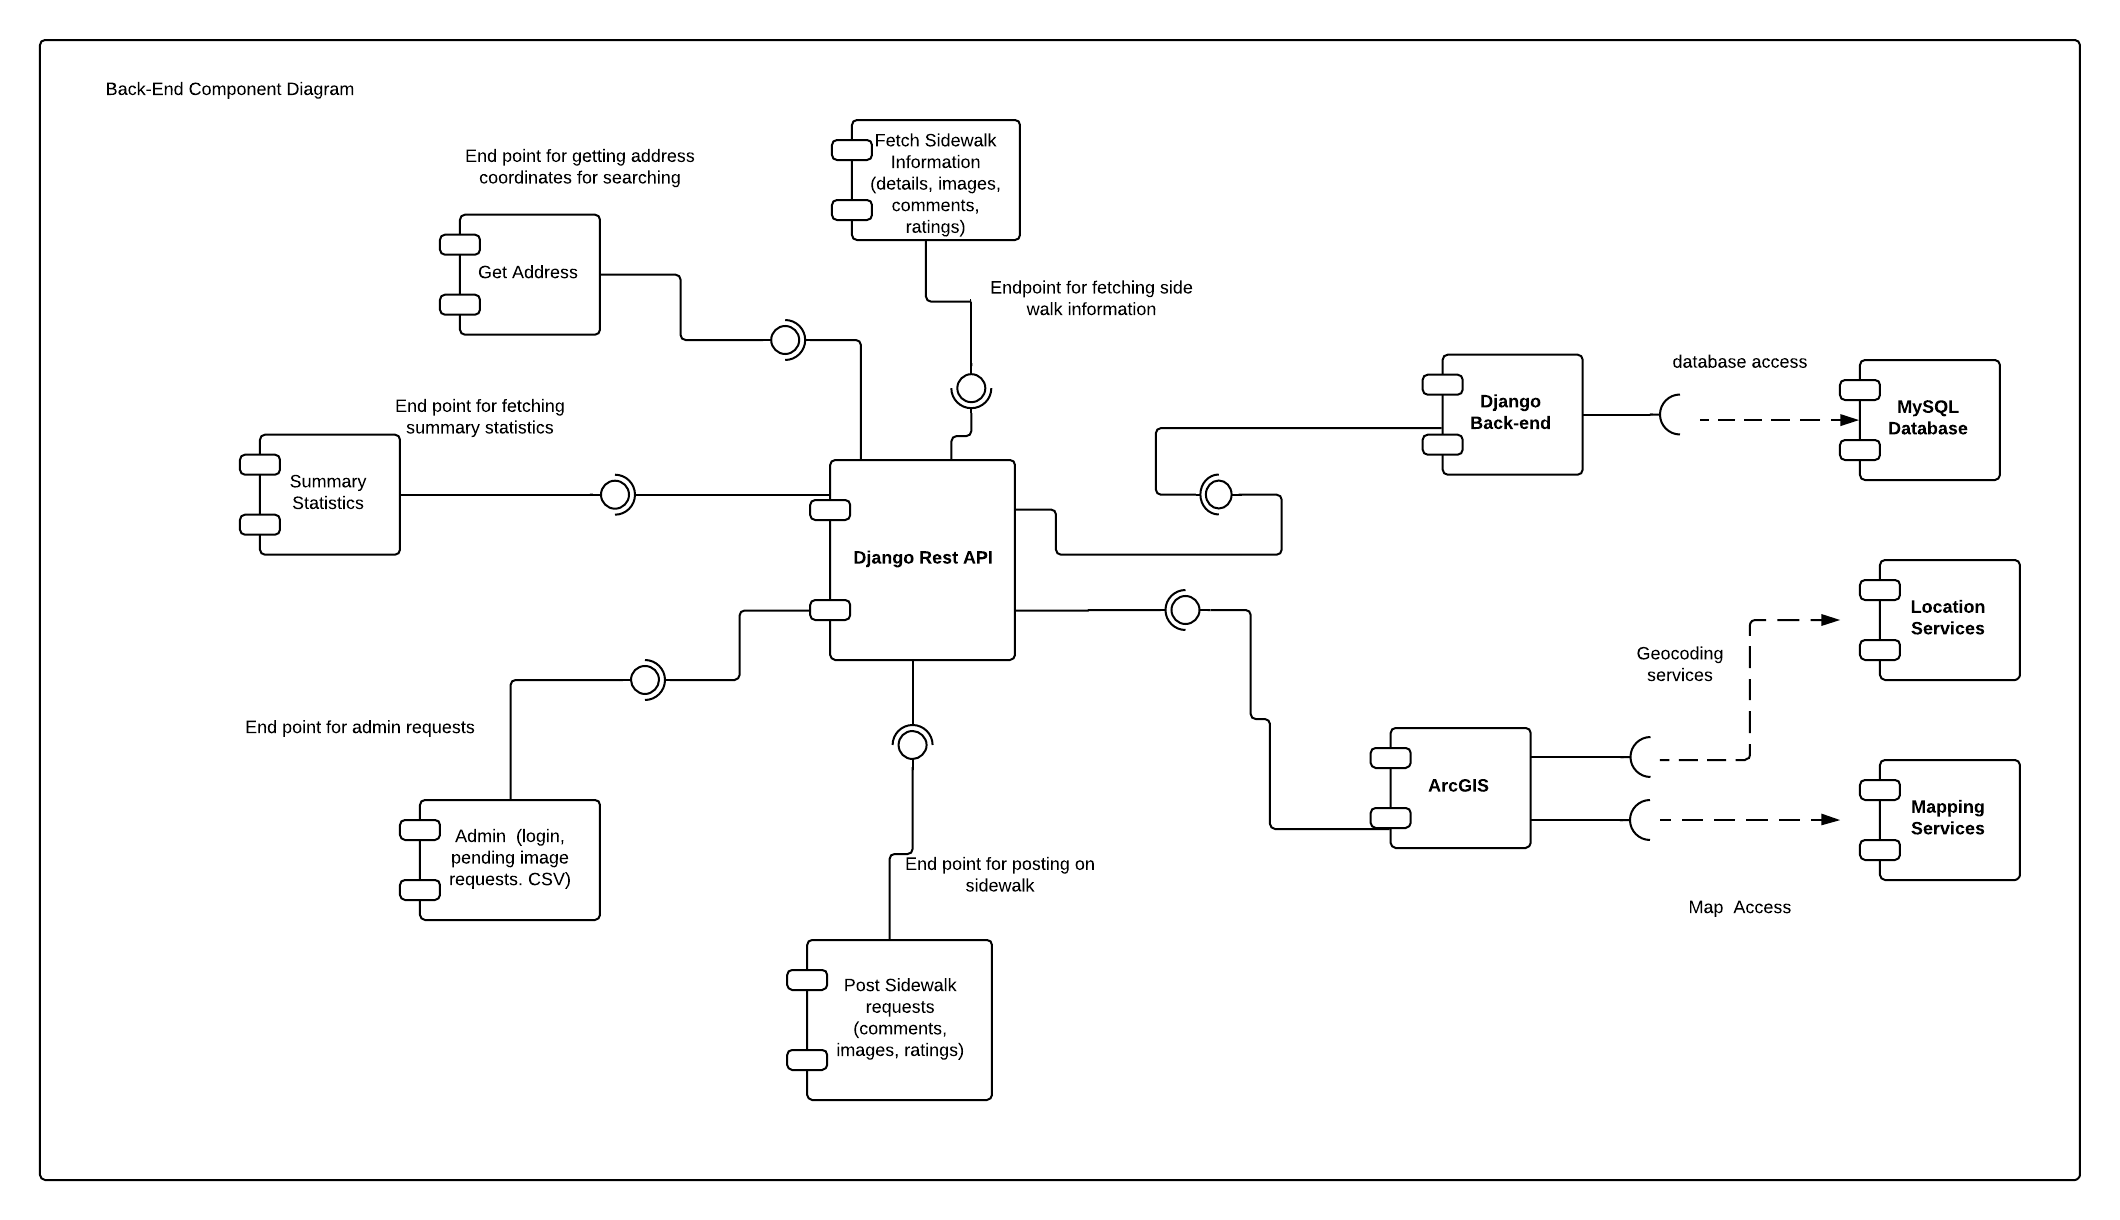 Back-End Component Diagram
End point for getting address
coordinates for searching
Fetch Sidewalk
Information
(details, images,
comments,
ratings)
Get Address
Endpoint for fetching side
walk information
End point for fetching
summary statistics
Summary
Statistics
Django
Back-end
database access
MySQL
Database
Django Rest API
Location
Services
Geocoding
services
End point for admin requests
ArcGIS
Mapping
Services
Admin  (login,
pending image
requests. CSV)
End point for posting on
sidewalk
Map  Access
Post Sidewalk
requests
(comments,
images, ratings)